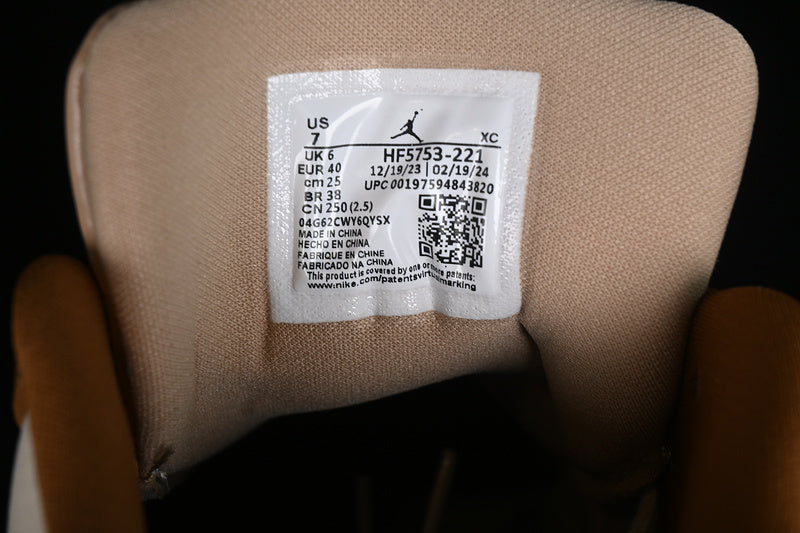 US
7
XC
UK 6
HF5753-221
EUR 40
12/19/23 | 02/19/24
cm 25
UPC 00197594843820
BR 38
CN 250 (2.5)
04G62CWY6QYSX
MADE IN CHINA
HECHO EN CHINA
FABRIQUE EN CHINE
FABRICADO NA CHINA
This product is covered by one or more patents:
www.nike.com/patentsvirtualmarking